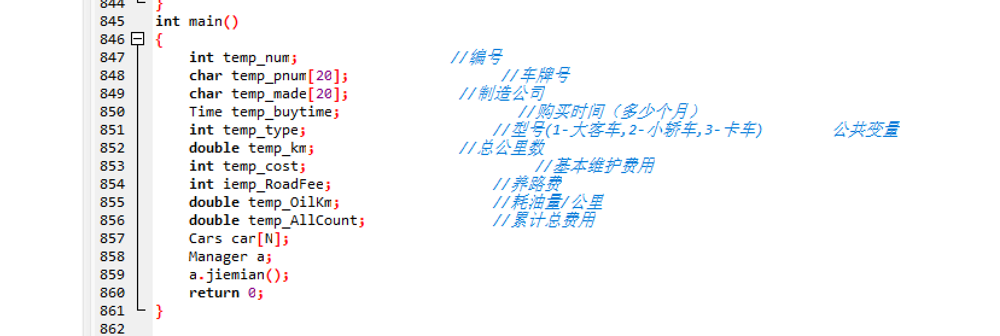 844 }
845 int main()
846 {
847 int temp_num; //编号
848 char temp_pnum[20]; //车牌号
849 char temp_made[20]; //制造公司
850 Time temp_buytime; //购买时间（多少个月）
851 int temp_type; //型号(1-大客车,2-小轿车,3-卡车) 公共变量
852 double temp_km; //总公里数
853 int temp_cost; //基本维护费用
854 int iemp_RoadFee; //养路费
855 double temp_OilKm; //耗油量/公里
856 double temp_AllCount; //累计总费用
857 Cars car[N];
858 Manager a;
859 a.jiemian();
860 return 0;
861 }
862